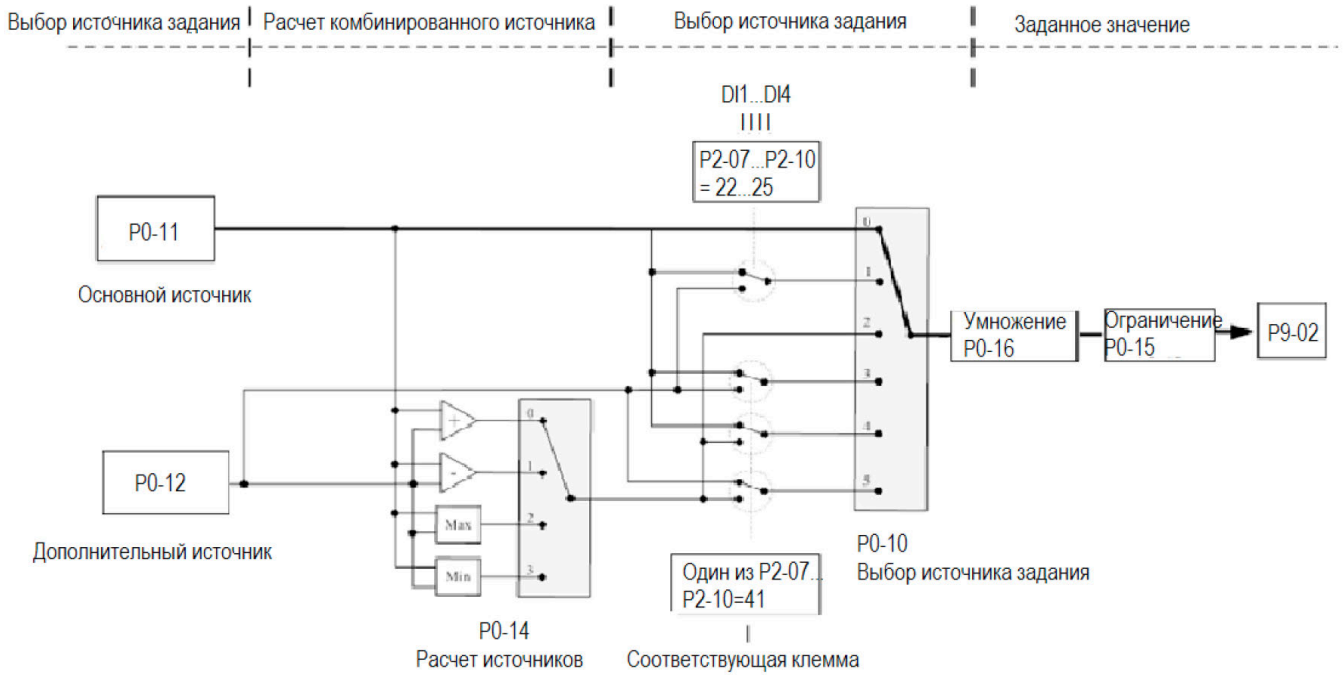 Выбор источника задания
Расчет комбинированного источника
Выбор источника задания
Заданное значение
DI1...DI4
P2-07...P2-10
= 22...25
P0-11
Основной источник
0
1
2
3
4
5
Умножение
P0-16
Ограничение
P0-15
P9-02
P0-12
Дополнительный источник
+
-
Max
Min
0
1
2
3
P0-14
Расчет источников
Один из P2-07...
P2-10=41
Соответствующая клемма
P0-10
Выбор источника задания